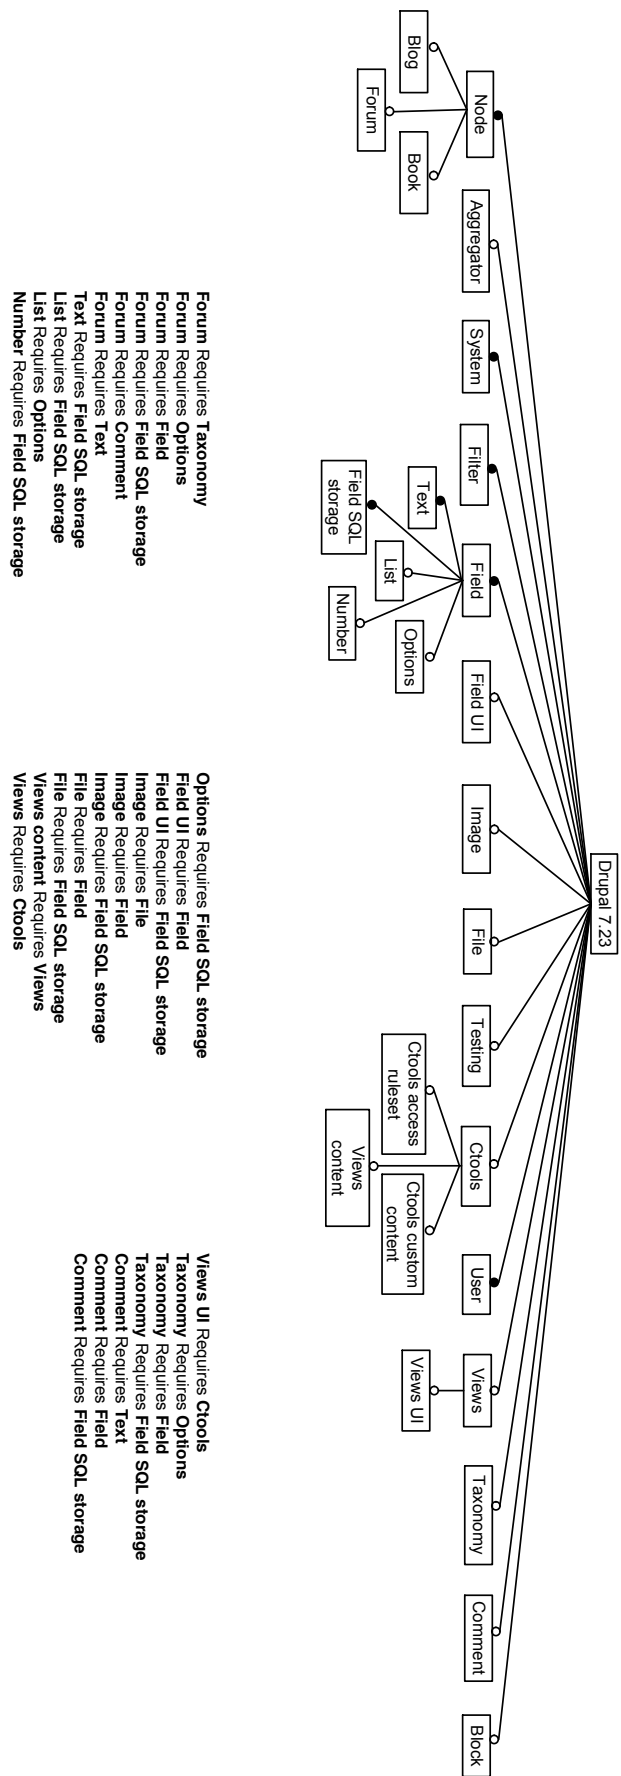 Drupal 7.23
Node
Aggregator
System
Filter
Field
Field UI
Image
File
Testing
Ctools
User
Views
Taxonomy
Comment
Block
Blog
Forum
Book
Text
Field SQL
storage
List
Number
Options
Ctools access
ruleset
Views
content
Ctools custom
content
Views UI
Forum Requires Taxonomy
Forum Requires Options
Forum Requires Field
Forum Requires Field SQL storage
Forum Requires Comment
Forum Requires Text
Text Requires Field SQL storage
List Requires Field SQL storage
List Requires Options
Number Requires Field SQL storage
Options Requires Field SQL storage
Field UI Requires Field
Field UI Requires Field SQL storage
Image Requires File
Image Requires Field
Image Requires Field SQL storage
File Requires Field
File Requires Field SQL storage
Views content Requires Views
Views Requires Ctools
Views UI Requires Ctools
Taxonomy Requires Options
Taxonomy Requires Field
Taxonomy Requires Field SQL storage
Comment Requires Text
Comment Requires Field
Comment Requires Field SQL storage